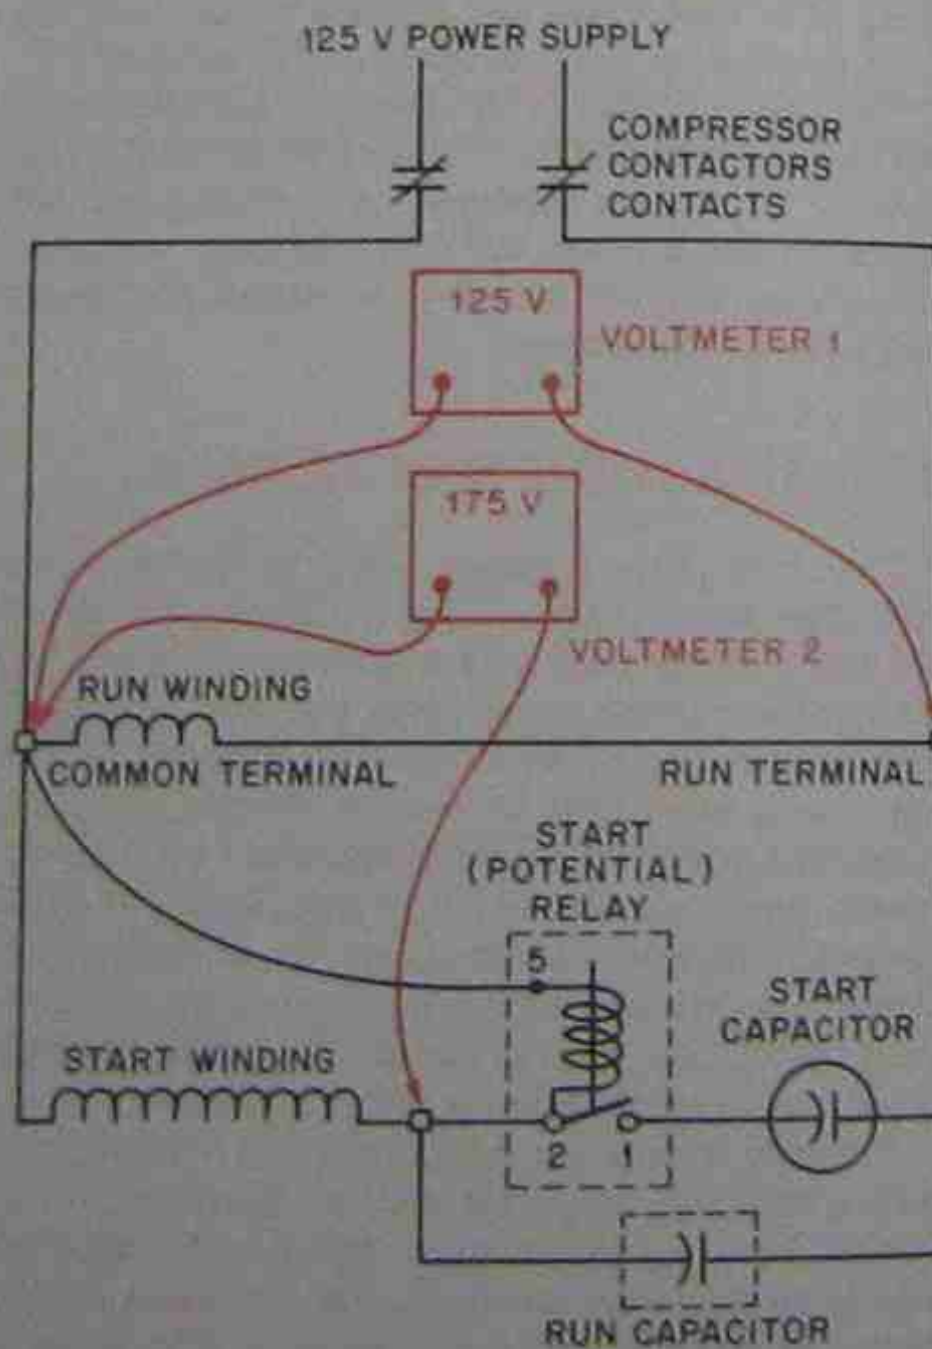 125 V POWER SUPPLY
COMPRESSOR
CONTACTORS
CONTACTS
125 V
VOLTMETER 1
175 V
VOLTMETER 2
RUN WINDING
COMMON TERMINAL
RUN TERMINAL
START
(POTENTIAL)
RELAY
5
START
CAPACITOR
START WINDING
2
1
RUN CAPACITOR